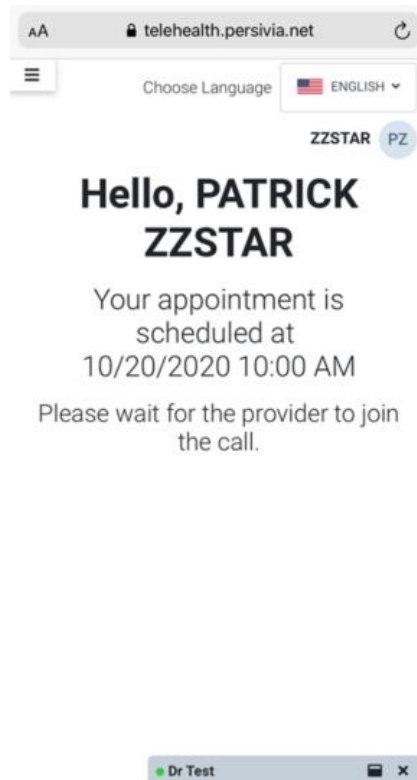 AA telehealth.persivia.net
Choose Language ENGLISH
ZZSTAR PZ
Hello, PATRICK
ZZSTAR
Your appointment is
scheduled at
10/20/2020 10:00 AM
Please wait for the provider to join
the call.
Dr Test